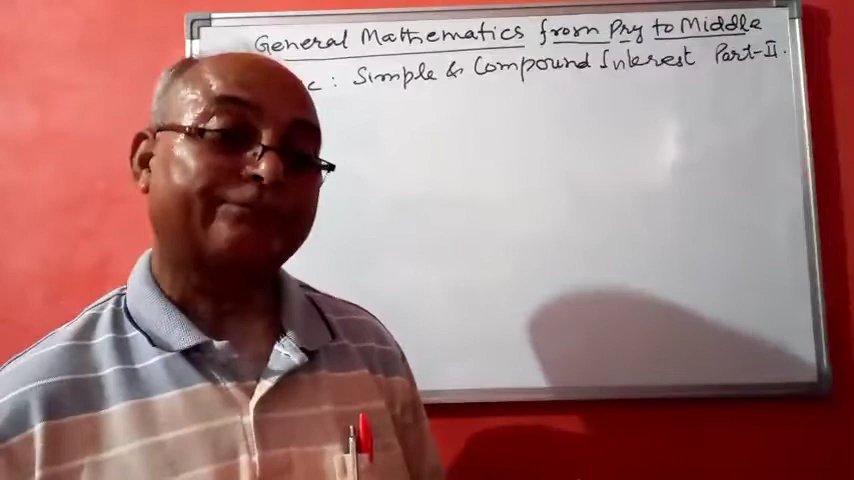 General Mathematics from Pry to Middle
c : Simple & Compound Interest Part-II.